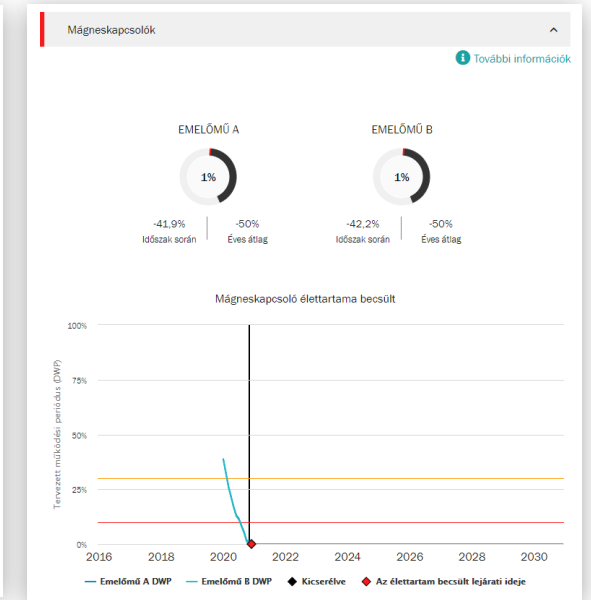 Mágneskapcsolók
További információk
EMELŐMŰ A
EMELŐMŰ B
1%
1%
-41,9%
-50%
-42,2%
-50%
Időszak során
Éves átlag
Időszak során
Éves átlag
Mágneskapcsoló élettartama becsült
Tervezett működési periódus (DWP)
100%
75%
50%
25%
0%
2016
2018
2020
2022
2024
2026
2028
2030
Emelőmű A DWP
Emelőmű B DWP
Kicserélve
Az élettartam becsült lejárati ideje